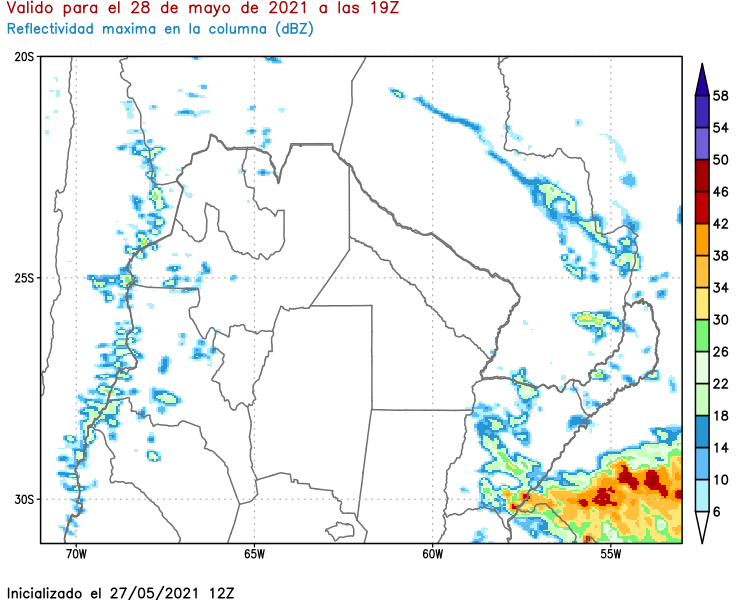 Valido para el 28 de mayo de 2021 a las 19Z
Reflectividad maxima en la columna (dBZ)
20S
25S
30S
70W
65W
60W
55W
58
54
50
46
42
38
34
30
26
22
18
14
10
6
Inicializado el 27/05/2021 12Z